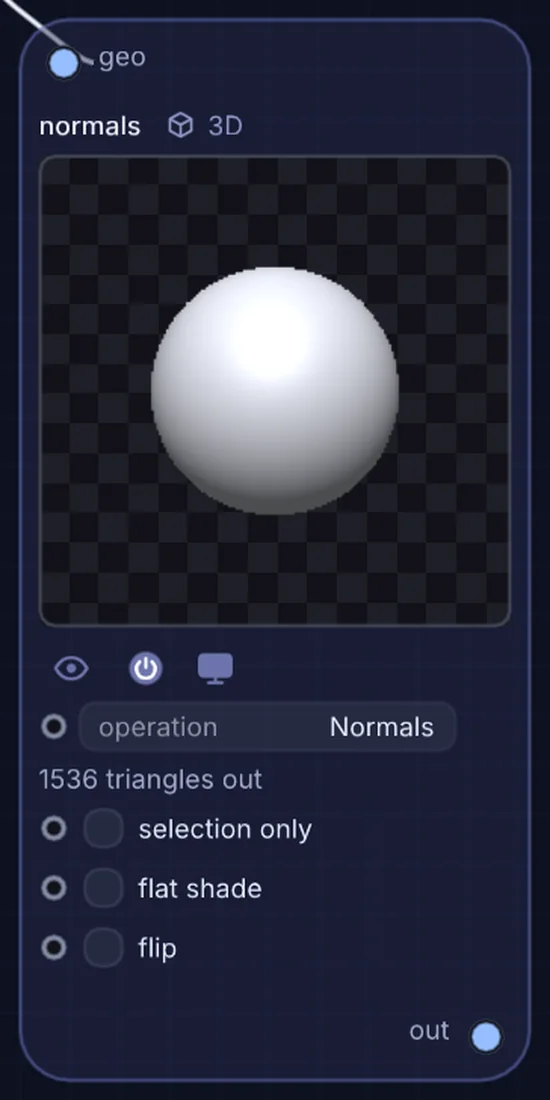 geo
normals 3D
operation Normals
1536 triangles out
selection only
flat shade
flip
out